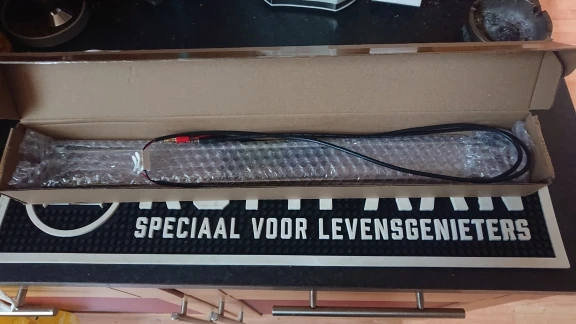 SPECIAAL VOOR LEVENSGENIETERS